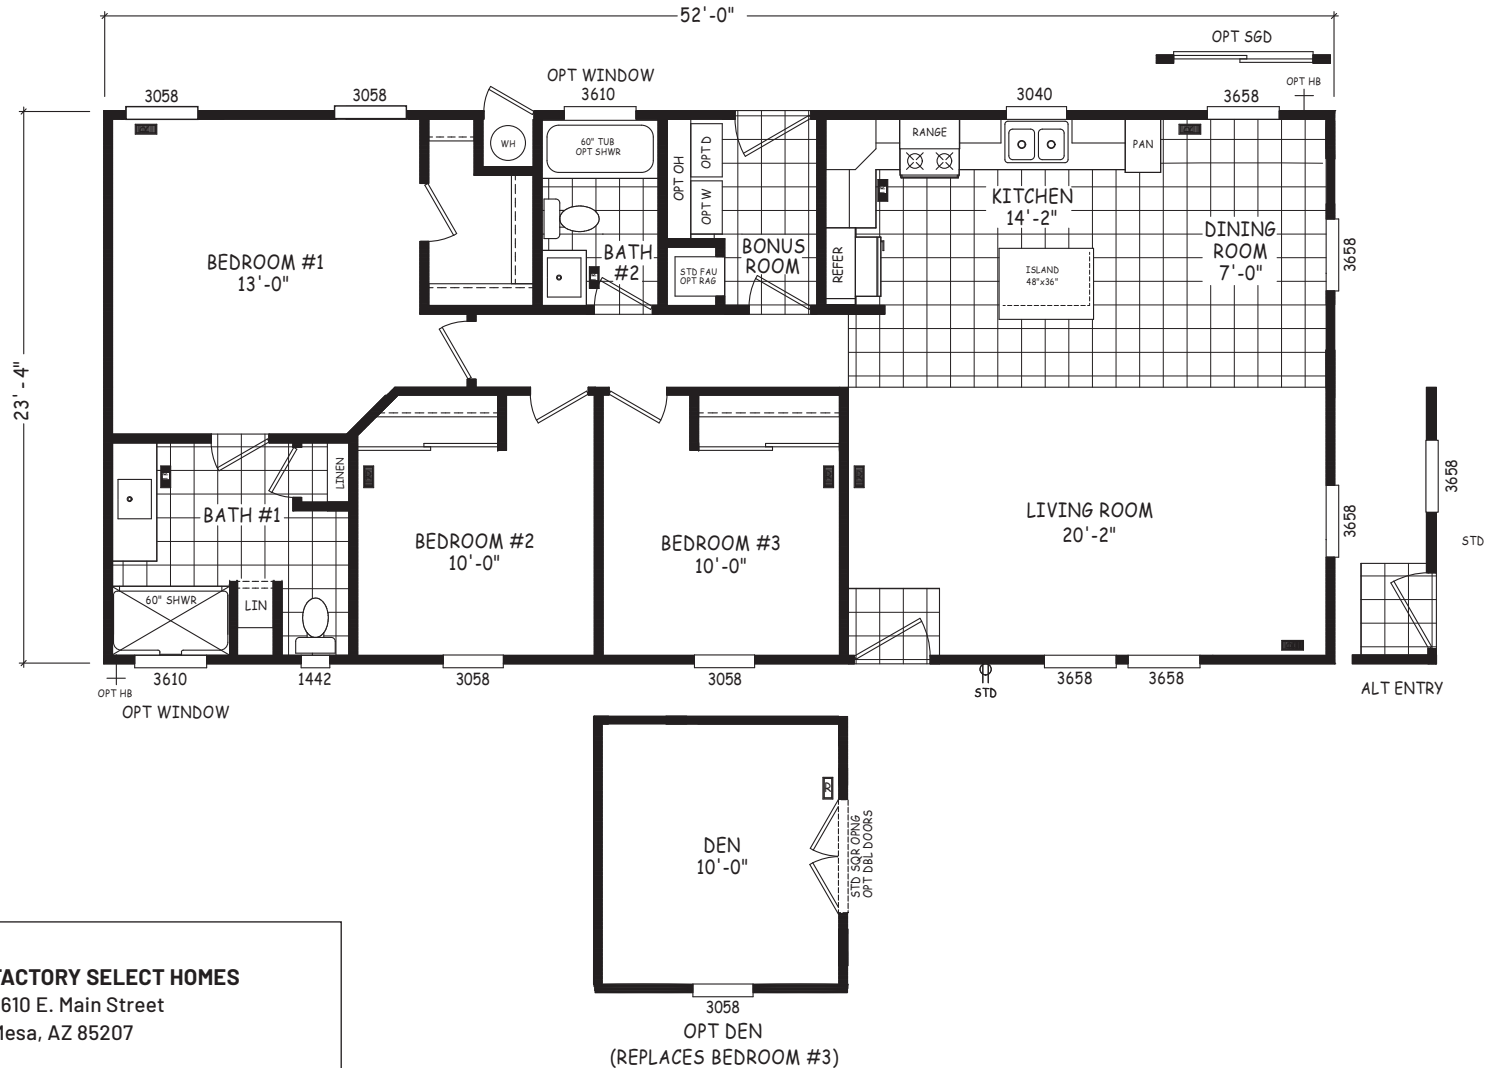 52'-0"
OPT SGD
OPT WINDOW
OPT HB
3058
3058
3610
3040
3658
WH
60" TUB
OPT SHWR
OPT OH
OPT D
OPT W
RANGE
PAN
KITCHEN
14'-2"
DINING
ROOM
7'-0"
BEDROOM #1
13'-0"
BATH
#2
BONUS
ROOM
STD FAU
OPT RAG
REFER
ISLAND
48"x36"
3658
23'-4"
LINEN
BATH #1
BEDROOM #2
10'-0"
BEDROOM #3
10'-0"
LIVING ROOM
20'-2"
3658
3658
STD
60" SHWR
LIN
3610
1442
3058
3058
STD
3658
3658
ALT ENTRY
OPT HB
OPT WINDOW
DEN
10'-0"
STD SQR OPNG
OPT DBL DOORS
3058
OPT DEN
(REPLACES BEDROOM #3)
FACTORY SELECT HOMES
610 E. Main Street
Mesa, AZ 85207